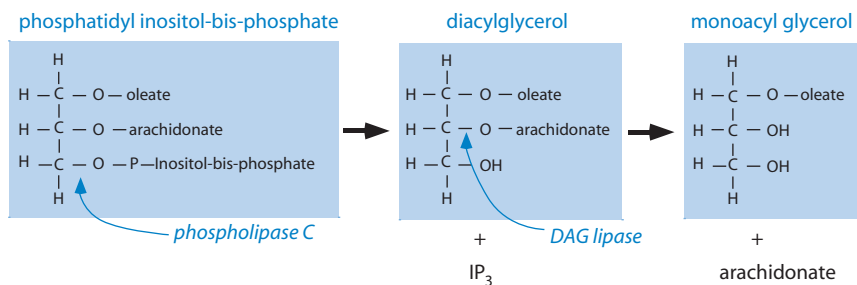 phosphatidyl inositol-bis-phosphate
H
H – C – O – oleate
H – C – O – arachidonate
H – C – O – P – Inositol-bis-phosphate
H
phospholipase C
diacylglycerol
H
H – C – O – oleate
H – C – O – arachidonate
H – C – OH
H
DAG lipase
+
IP3
monoacyl glycerol
H
H – C – O – oleate
H – C – OH
H – C – OH
H
+
arachidonate